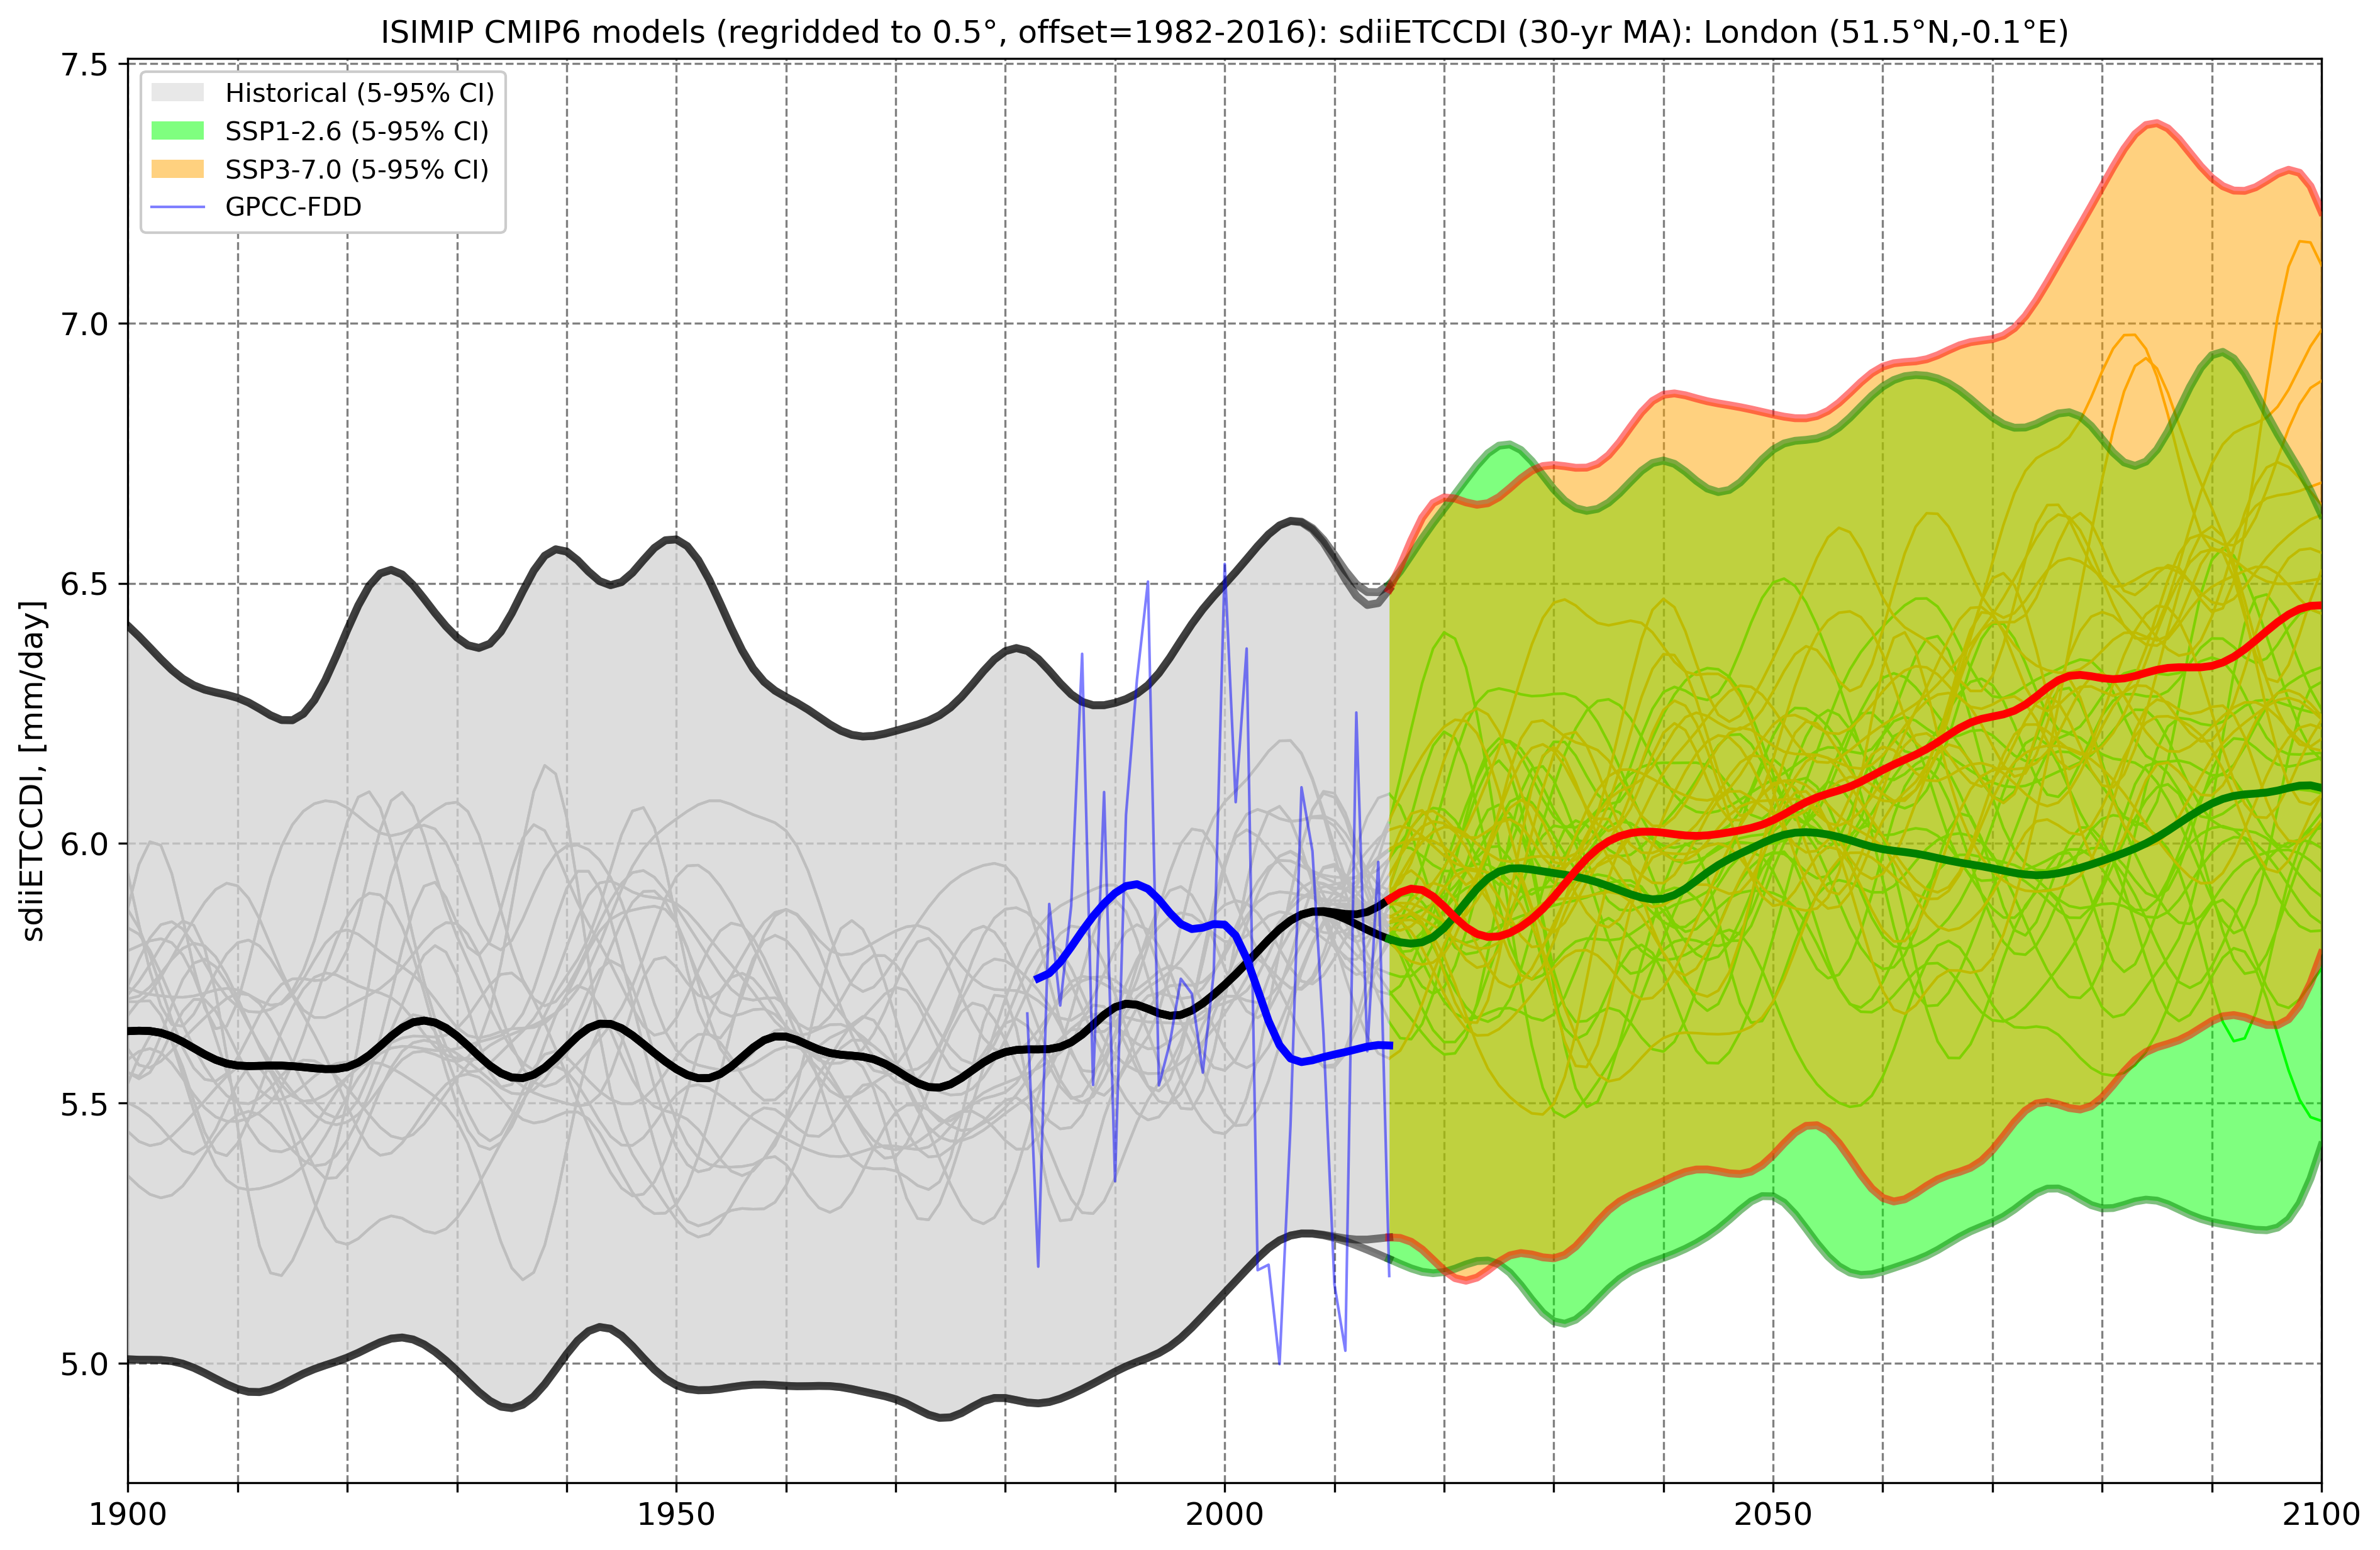 ISIMIP CMIP6 models (regridded to 0.5°, offset=1982-2016): sdiiETCCDI (30-yr MA): London (51.5°N,-0.1°E)
Historical (5-95% CI)
SSP1-2.6 (5-95% CI)
SSP3-7.0 (5-95% CI)
GPCC-FDD
sdiiETCCDI, [mm/day]
7.5
7.0
6.5
6.0
5.5
5.0
1900 1950 2000 2050 2100